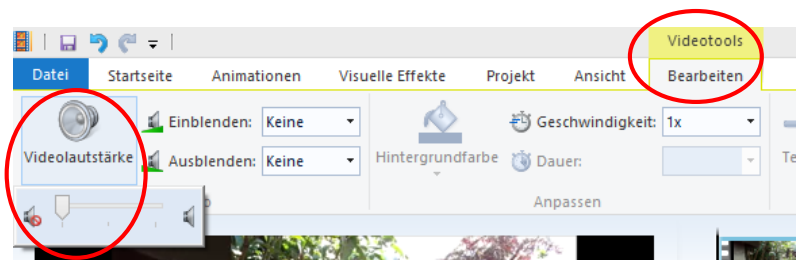 Videotools
Datei Startseite Animationen Visuelle Effekte Projekt Ansicht Bearbeiten
Videolautstärke
Einblenden: Keine
Ausblenden: Keine
Hintergrundfarbe
Geschwindigkeit: 1x
Dauer:
Anpassen